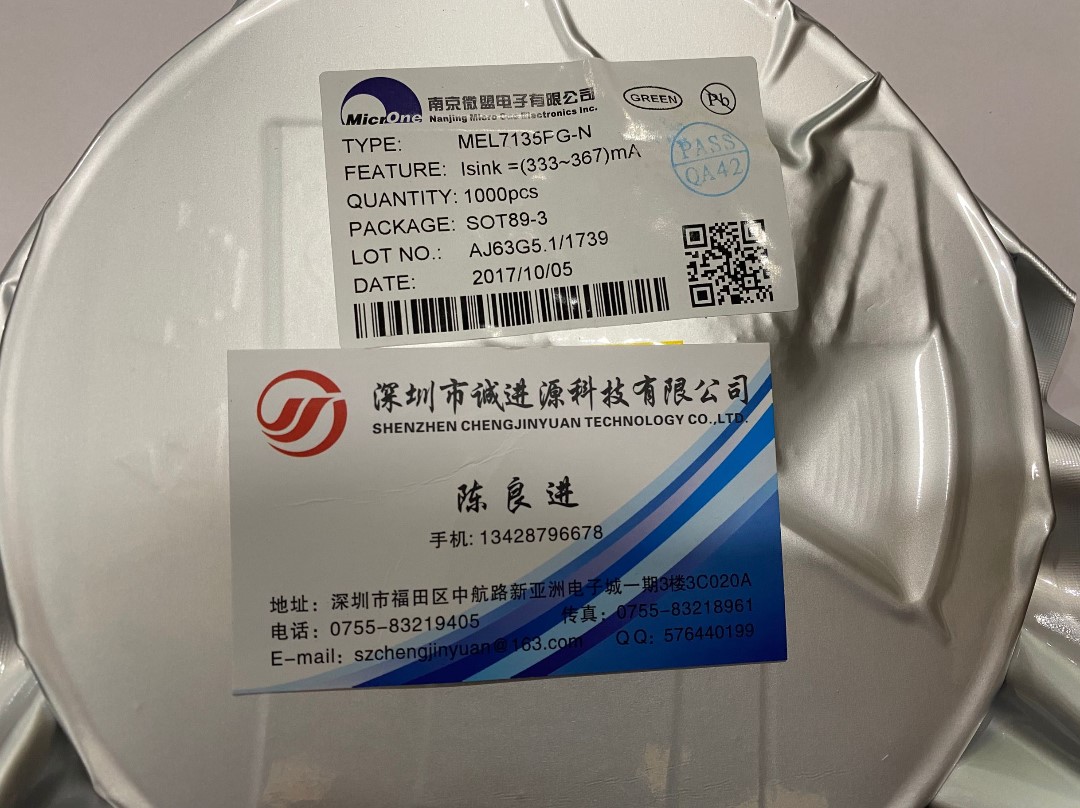 MicrOne
南京微盟电子有限公司
Nanjing Micro One Electronics Inc.
GREEN
Pb
TYPE: MEL7135PG-N
FEATURE: Isink =(333~367)mA
QUANTITY: 1000pcs
PACKAGE: SOT89-3
LOT NO.: AJ63G5.1/1739
DATE: 2017/10/05
PASS
QA42
深圳市诚进源科技有限公司
SHENZHEN CHENGJINYUAN TECHNOLOGY CO.,LTD.
陈良进
手机: 13428796678
地址：深圳市福田区中航路新亚洲电子城一期3楼3C020A
电话：0755-83219405 传真：0755-83218961
E-mail：szchengjinyuan@163.com QQ：576440199